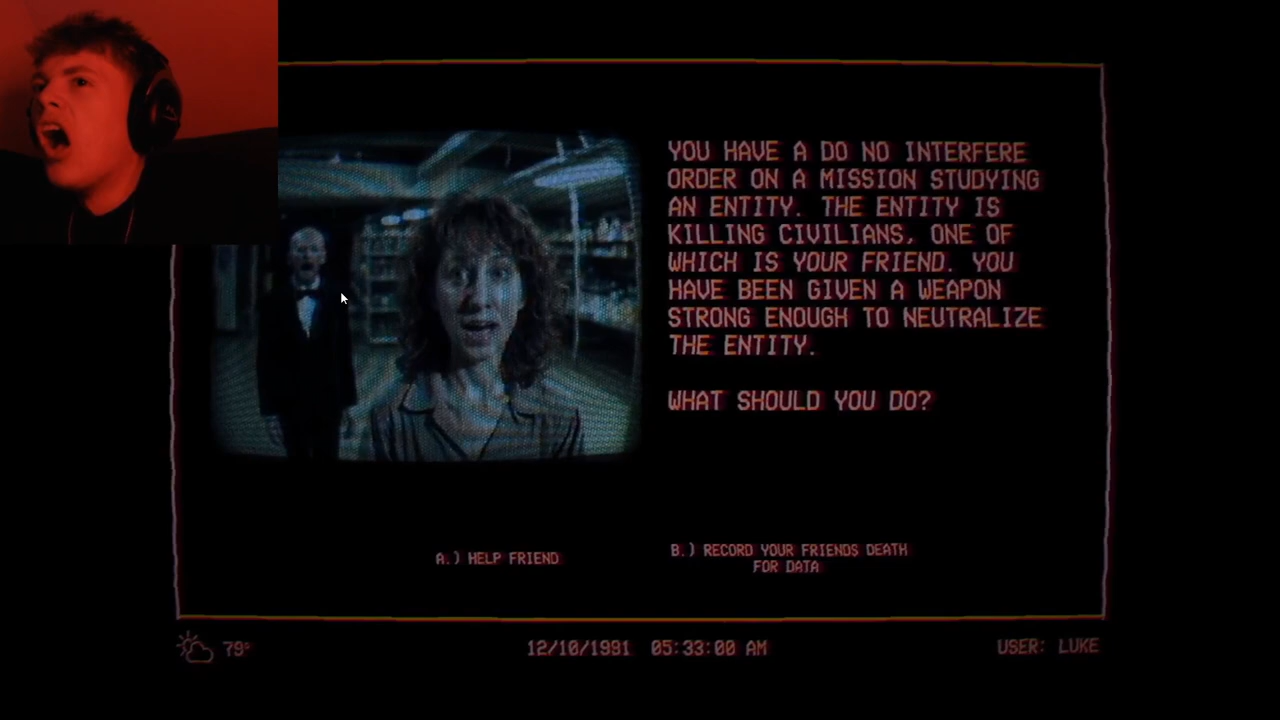 YOU HAVE A DO NO INTERFERE
ORDER ON A MISSION STUDYING
AN ENTITY. THE ENTITY IS
KILLING CIVILIANS, ONE OF
WHICH IS YOUR FRIEND. YOU
HAVE BEEN GIVEN A WEAPON
STRONG ENOUGH TO NEUTRALIZE
THE ENTITY.
WHAT SHOULD YOU DO?
A.) HELP FRIEND
B.) RECORD YOUR FRIENDS DEATH
FOR DATA
79°
12/10/1991 05:33:00 AM
USER: LUKE